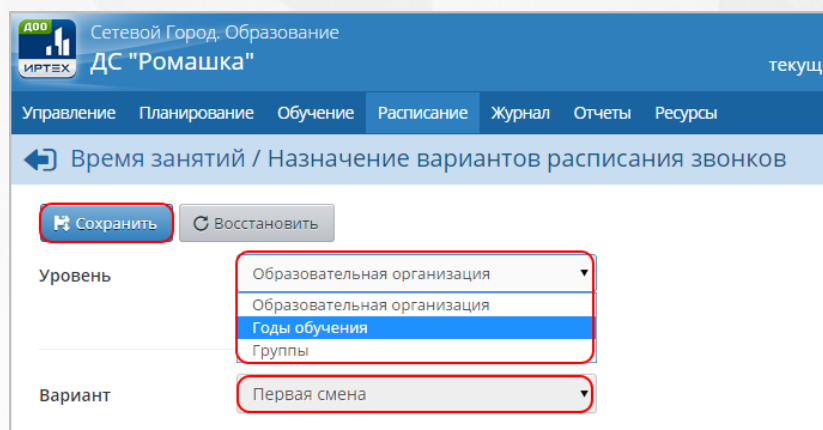 ДОО
ИРТЕХ
Сетевой Город. Образование
ДС "Ромашка"
текущ
Управление Планирование Обучение Расписание Журнал Отчеты Ресурсы
Время занятий / Назначение вариантов расписания звонков
Сохранить Восстановить
Уровень Образовательная организация
Образовательная организация
Годы обучения
Группы
Вариант Первая смена